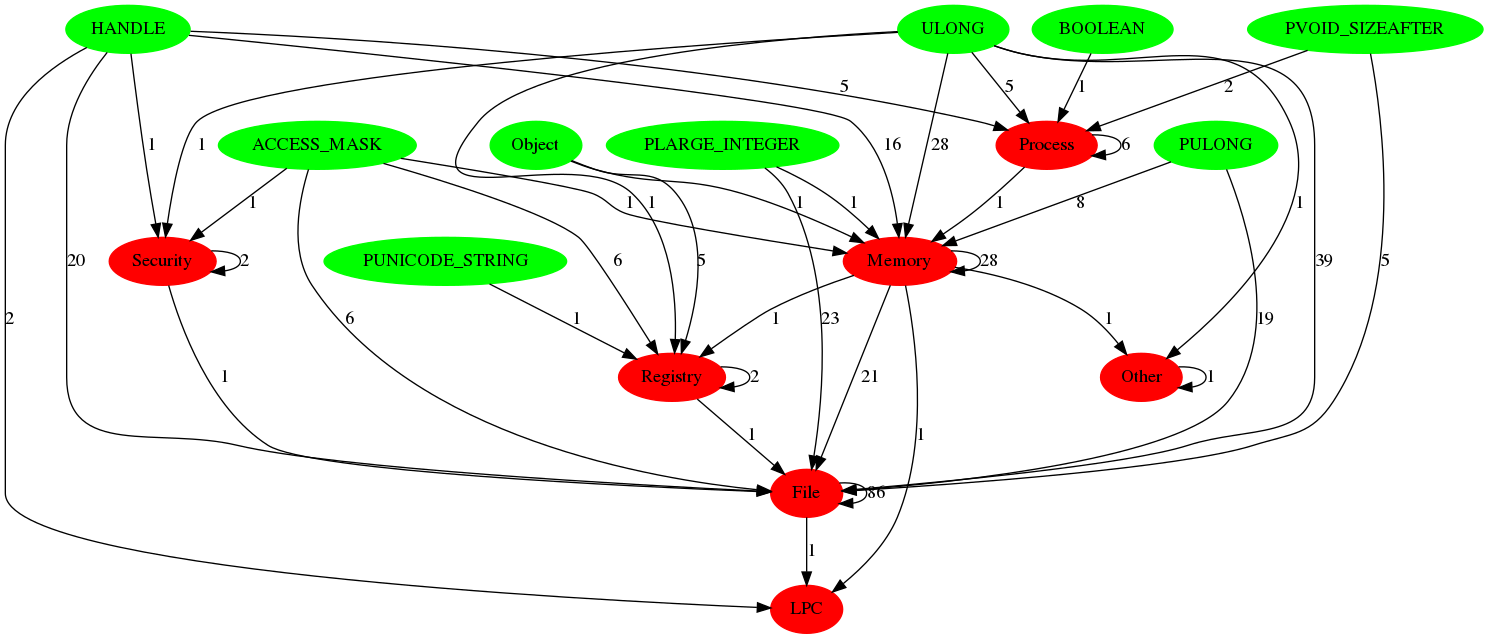 HANDLE
ULONG
BOOLEAN
PVOID_SIZEAFTER
5
5
1
2
1
1
16
28
ACCESS_MASK
Object
PLARGE_INTEGER
Process
6
PULONG
1
1
1
1
1
1
8
1
Security
2
20
PUNICODE_STRING
6
5
Memory
28
39
5
2
6
1
1
23
1
19
1
21
Registry
2
Other
1
1
1
File
86
1
LPC